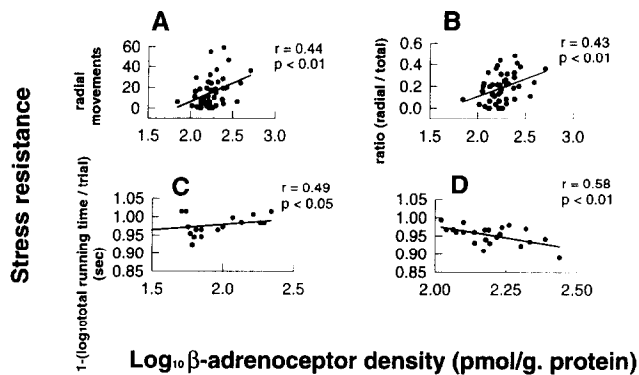 A
r = 0.44
p < 0.01
radial
movements
60
40
20
0
1.5 2.0 2.5 3.0
B
r = 0.43
p < 0.01
ratio (radial / total)
0.6
0.4
0.2
0.0
1.5 2.0 2.5 3.0
Stress resistance
C
r = 0.49
p < 0.05
1-(log₁₀total running time / trial)
(sec)
1.05
1.00
0.95
0.90
0.85
1.5 2.0 2.5
D
r = 0.58
p < 0.01
1.05
1.00
0.95
0.90
0.85
2.00 2.25 2.50
Log₁₀ β-adrenoceptor density (pmol/g. protein)